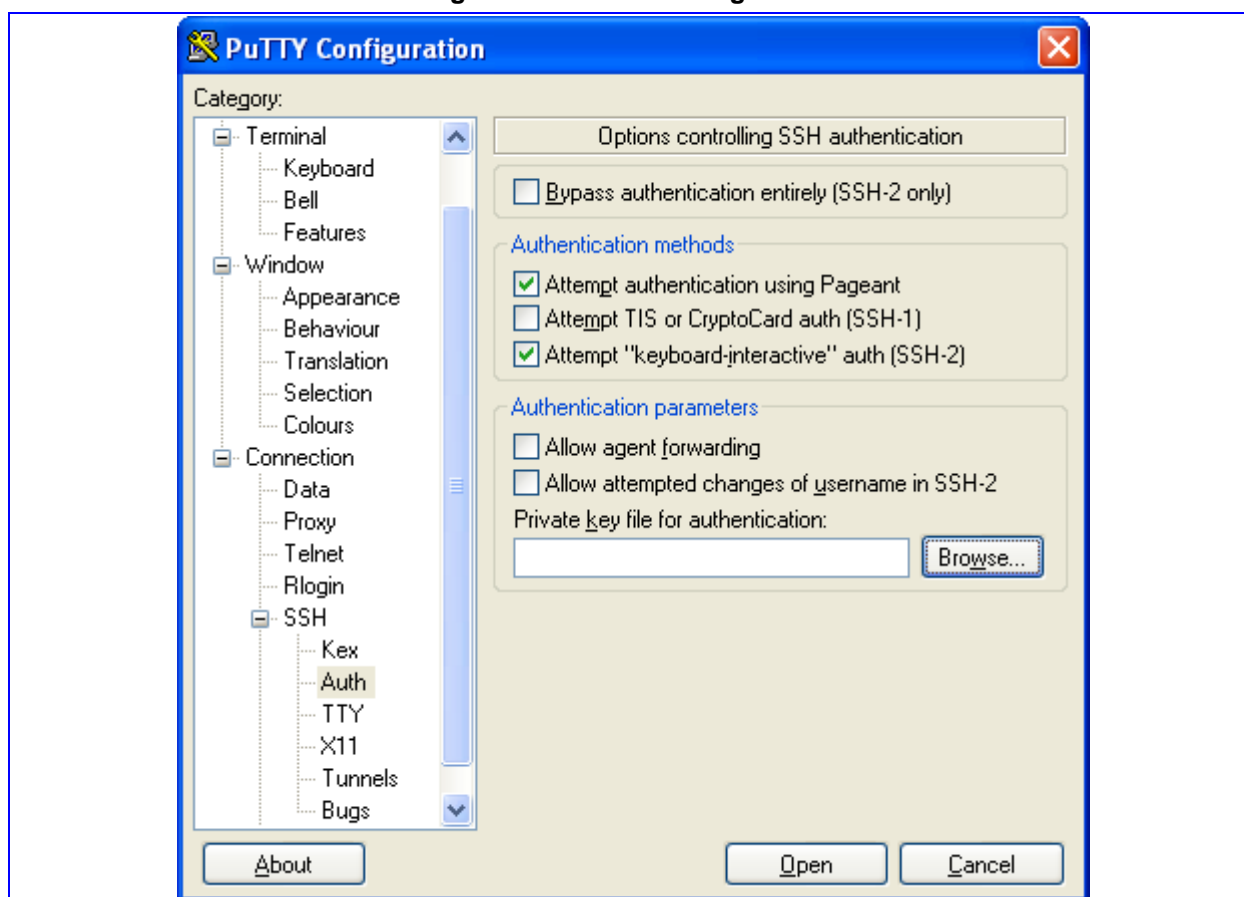 PuTTY Configuration
Category:
Terminal
Keyboard
Bell
Features
Window
Appearance
Behaviour
Translation
Selection
Colours
Connection
Data
Proxy
Telnet
Rlogin
SSH
Kex
Auth
TTY
X11
Tunnels
Bugs
Options controlling SSH authentication
Bypass authentication entirely (SSH-2 only)
Authentication methods
Attempt authentication using Pageant
Attempt TIS or CryptoCard auth (SSH-1)
Attempt "keyboard-interactive" auth (SSH-2)
Authentication parameters
Allow agent forwarding
Allow attempted changes of username in SSH-2
Private key file for authentication:
Browse...
About
Open
Cancel